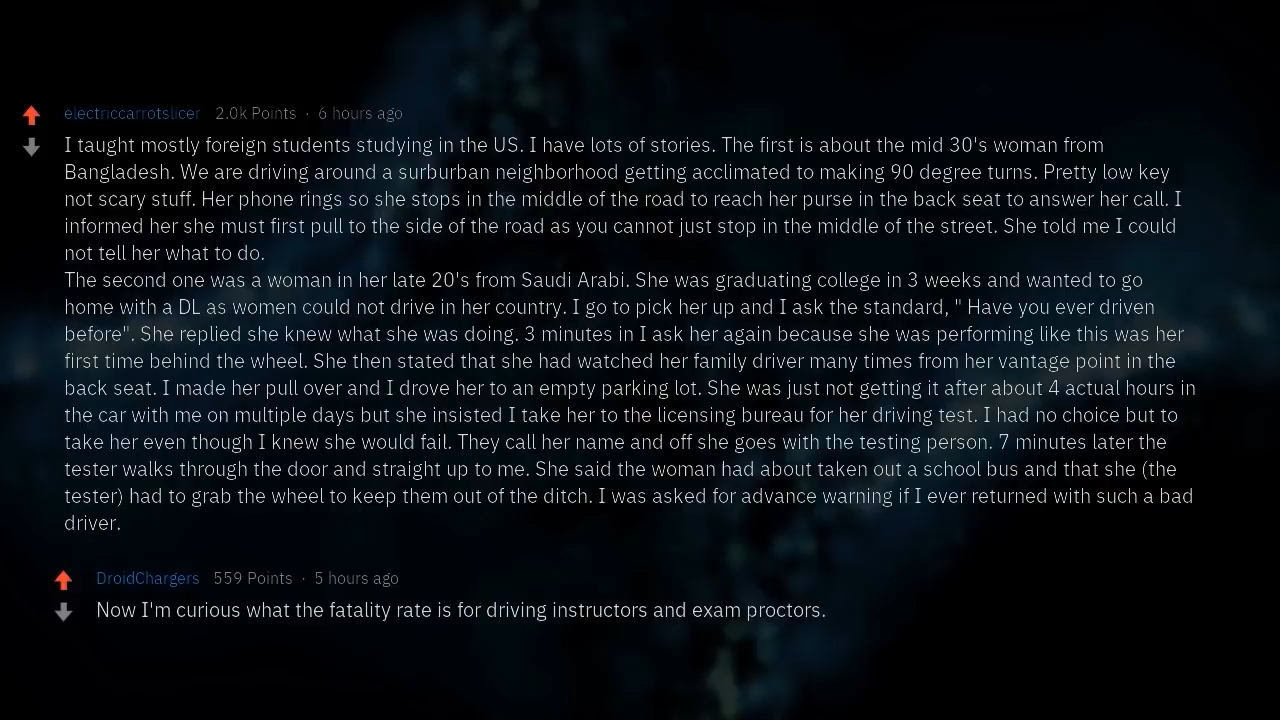 electriccarrotslicer 2.0k Points · 6 hours ago
I taught mostly foreign students studying in the US. I have lots of stories. The first is about the mid 30's woman from
Bangladesh. We are driving around a surburban neighborhood getting acclimated to making 90 degree turns. Pretty low key
not scary stuff. Her phone rings so she stops in the middle of the road to reach her purse in the back seat to answer her call. I
informed her she must first pull to the side of the road as you cannot just stop in the middle of the street. She told me I could
not tell her what to do.
The second one was a woman in her late 20's from Saudi Arabi. She was graduating college in 3 weeks and wanted to go
home with a DL as women could not drive in her country. I go to pick her up and I ask the standard, " Have you ever driven
before". She replied she knew what she was doing. 3 minutes in I ask her again because she was performing like this was her
first time behind the wheel. She then stated that she had watched her family driver many times from her vantage point in the
back seat. I made her pull over and I drove her to an empty parking lot. She was just not getting it after about 4 actual hours in
the car with me on multiple days but she insisted I take her to the licensing bureau for her driving test. I had no choice but to
take her even though I knew she would fail. They call her name and off she goes with the testing person. 7 minutes later the
tester walks through the door and straight up to me. She said the woman had about taken out a school bus and that she (the
tester) had to grab the wheel to keep them out of the ditch. I was asked for advance warning if I ever returned with such a bad
driver.
DroidChargers 559 Points · 5 hours ago
Now I'm curious what the fatality rate is for driving instructors and exam proctors.